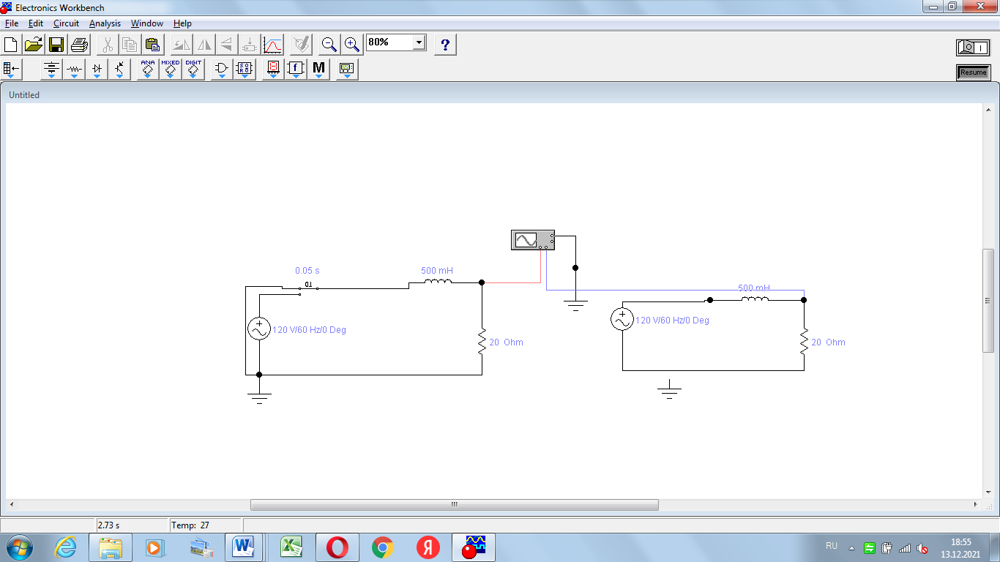 Electronics Workbench
File Edit Circuit Analysis Window Help
80%
?
ANA MIXED DIGIT
f M
Resume
Untitled
0.05 s
TD
500 mH
500 mH
120 V/60 Hz/0 Deg
120 V/60 Hz/0 Deg
20 Ohm
20 Ohm
2.73 s
Temp: 27
RU
18:55
13.12.2021